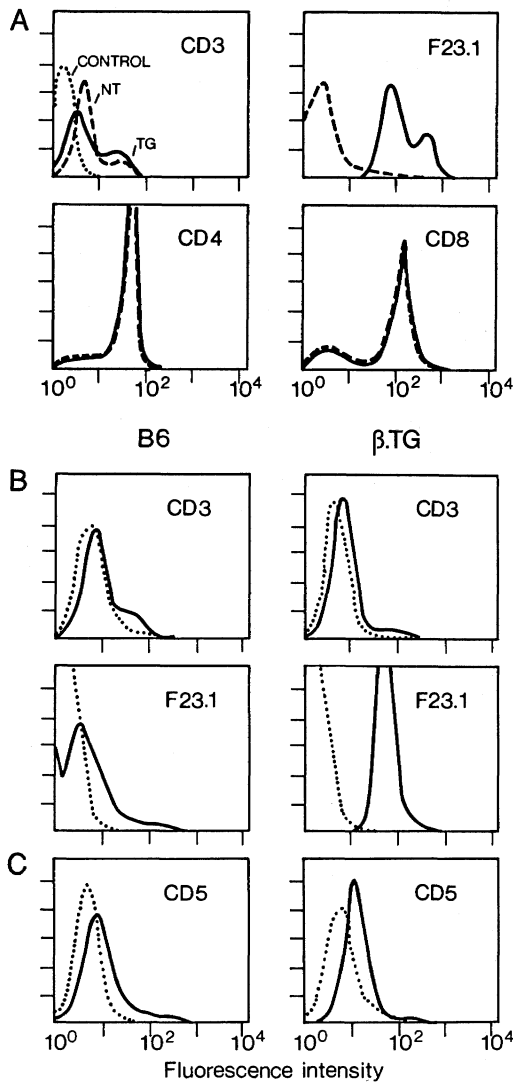 A
CD3
CONTROL
NT
TG
F23.1
CD4
CD8
10⁰ 10² 10⁴
10⁰ 10² 10⁴
B6
β.TG
B
CD3
CD3
F23.1
F23.1
C
CD5
CD5
10⁰ 10² 10⁴
10⁰ 10² 10⁴
Fluorescence intensity